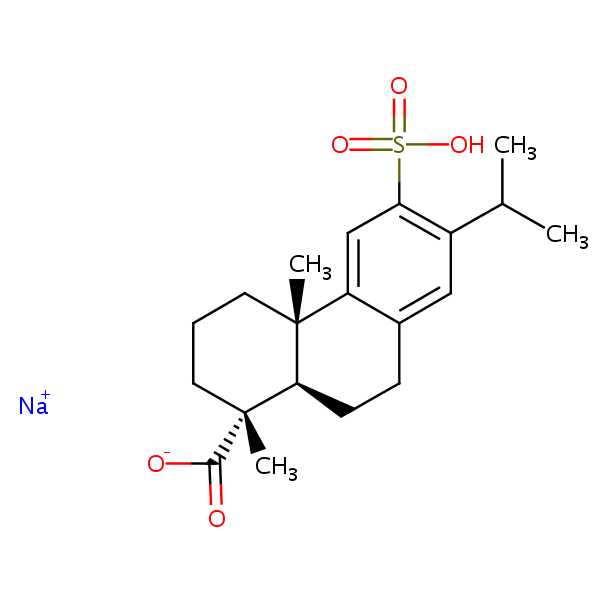 O
O S OH CH₃
CH₃
CH₃
Na⁺
O⁻ CH₃
O